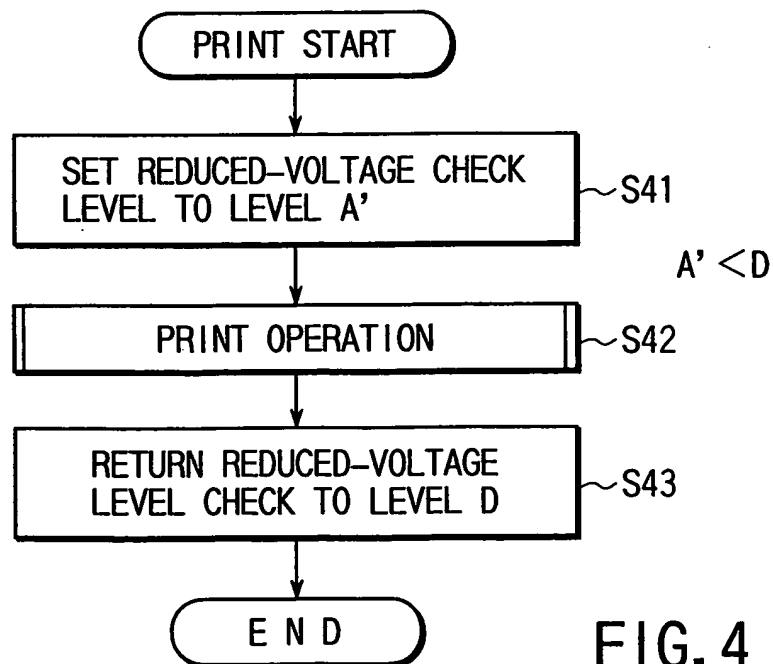 PRINT START
SET REDUCED-VOLTAGE CHECK
LEVEL TO LEVEL A'
S41
A' < D
PRINT OPERATION
S42
RETURN REDUCED-VOLTAGE
LEVEL CHECK TO LEVEL D
S43
END
FIG. 4